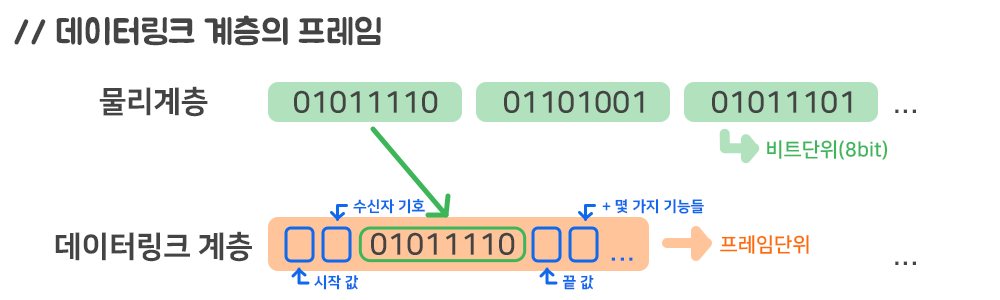 // 데이터링크 계층의 프레임
물리계층 01011110 01101001 01011101 ...
비트단위(8bit)
수신자 기호 + 몇 가지 기능들
데이터링크 계층 01011110 ... 프레임단위 ...
시작 값 끝 값